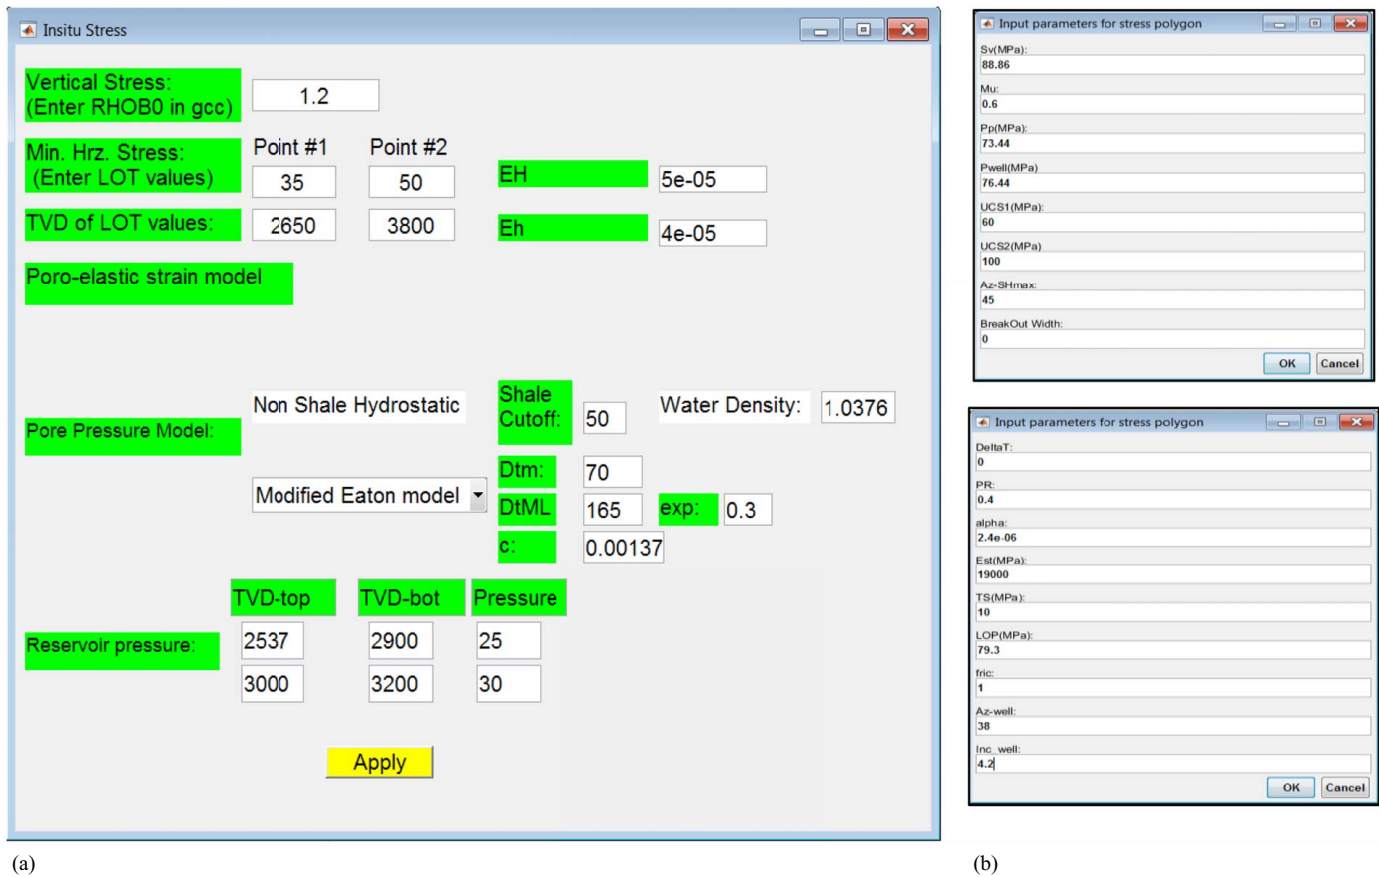 Insitu Stress
Vertical Stress:
(Enter RHOB0 in gcc)
1.2
Point #1
Point #2
Min. Hrz. Stress:
(Enter LOT values)
35
50
EH
5e-05
TVD of LOT values:
2650
3800
Eh
4e-05
Poro-elastic strain model
Pore Pressure Model:
Non Shale Hydrostatic
Shale
Cutoff:
50
Water Density:
1.0376
Modified Eaton model
Dtm:
70
DtML
165
exp:
0.3
c:
0.00137
TVD-top
TVD-bot
Pressure
Reservoir pressure:
2537
2900
25
3000
3200
30
Apply
(a)
Input parameters for stress polygon
Sv(MPa):
88.86
Mu:
0.6
Pp(MPa):
73.44
Pwell(MPa)
76.44
UCS1(MPa):
60
UCS2(MPa)
100
Az-SHmax:
45
BreakOut Width:
0
OK
Cancel
Input parameters for stress polygon
DeltaT:
0
PR:
0.4
alpha:
2.4e-06
Est(MPa):
19000
TS(MPa):
10
LOP(MPa):
79.3
fric:
1
Az-well:
38
Inc_well:
4.2
OK
Cancel
(b)